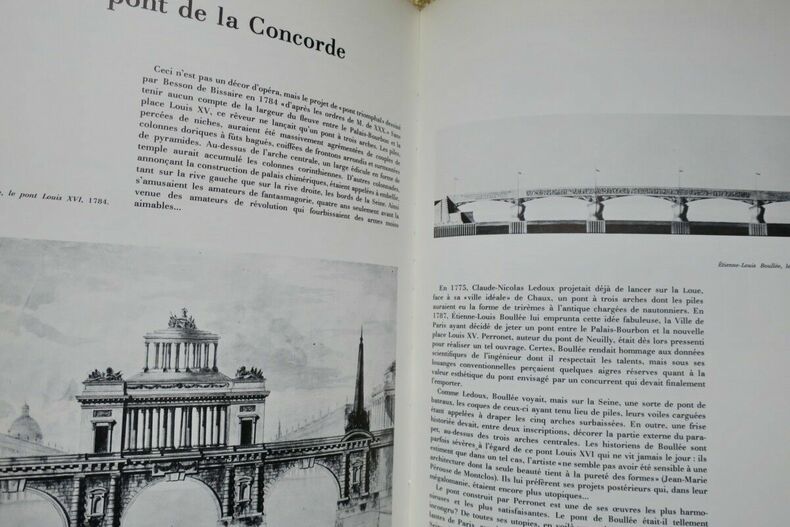 pont de la Concorde
Ceci n'est pas un décor d'opéra, mais le projet de «pont triomphal» dessiné
par Besson de Bissaire en 1784 «d'après les ordres de M. de XXX.» Sans
tenir aucun compte de la largeur du fleuve entre le Palais-Bourbon et la
place Louis XV, ce rêveur ne lançait qu'un pont à trois arches. Les piles,
percées de niches, auraient été massivement agrémentées de couples de
colonnes doriques à fûts bagués, coiffées de frontons arrondis et surmontées
de pyramides. Au-dessus de l'arche centrale, un large édicule en forme de
temple aurait accumulé les colonnes corinthiennes. D'autres colonnades,
annonçant la construction de palais chimériques, étaient appelées à embellir,
tant sur la rive gauche que sur la rive droite, les bords de la Seine. Ainsi
s'amusaient les amateurs de fantasmagorie, quatre ans seulement avant la
venue des amateurs de révolution qui fourbissaient des armes moins
aimables...
, le pont Louis XVI, 1784.
Étienne-Louis Boullée, le
En 1775, Claude-Nicolas Ledoux projetait déjà de lancer sur la Loue,
face à sa «ville idéale» de Chaux, un pont à trois arches dont les piles
auraient eu la forme de trirèmes à l'antique chargées de nautonniers. En
1787, Étienne-Louis Boullée lui emprunta cette idée fabuleuse, la Ville de
Paris ayant décidé de jeter un pont entre le Palais-Bourbon et la nouvelle
place Louis XV. Perronet, auteur du pont de Neuilly, était dès lors pressenti
pour réaliser un tel ouvrage. Certes, Boullée rendait hommage aux données
scientifiques de l'ingénieur dont il respectait les talents, mais sous les
louanges conventionnelles perçaient quelques aigres réserves quant à la
valeur esthétique du pont envisagé par un concurrent qui devait finalement
l'emporter.
Comme Ledoux, Boullée voyait, mais sur la Seine, une sorte de pont de
bateaux, les coques de ceux-ci ayant tenu lieu de piles, leurs voiles carguées
étant appelées à draper les cinq arches surbaissées. En outre, une frise
historiée devait, entre deux inscriptions, décorer la partie externe du para-
pet, au-dessus des trois arches centrales. Les historiens de Boullée sont
parfois sévères à l'égard de ce pont Louis XVI qui ne vit jamais le jour : ils
estiment que dans un tel cas, l'artiste «ne semble pas avoir été sensible à une
architecture dont la seule beauté tient à la pureté des formes» (Jean-Marie
Pérouse de Montclos). Ils lui préfèrent ses projets postérieurs qui, dans leur
mégalomanie, étaient encore plus utopiques...
Le pont construit par Perronet est une de ses œuvres les plus harmo-
nieuses et les plus satisfaisantes. Le pont de Boullée était-il tellement
incongru? De toutes ses utopies, en voilà